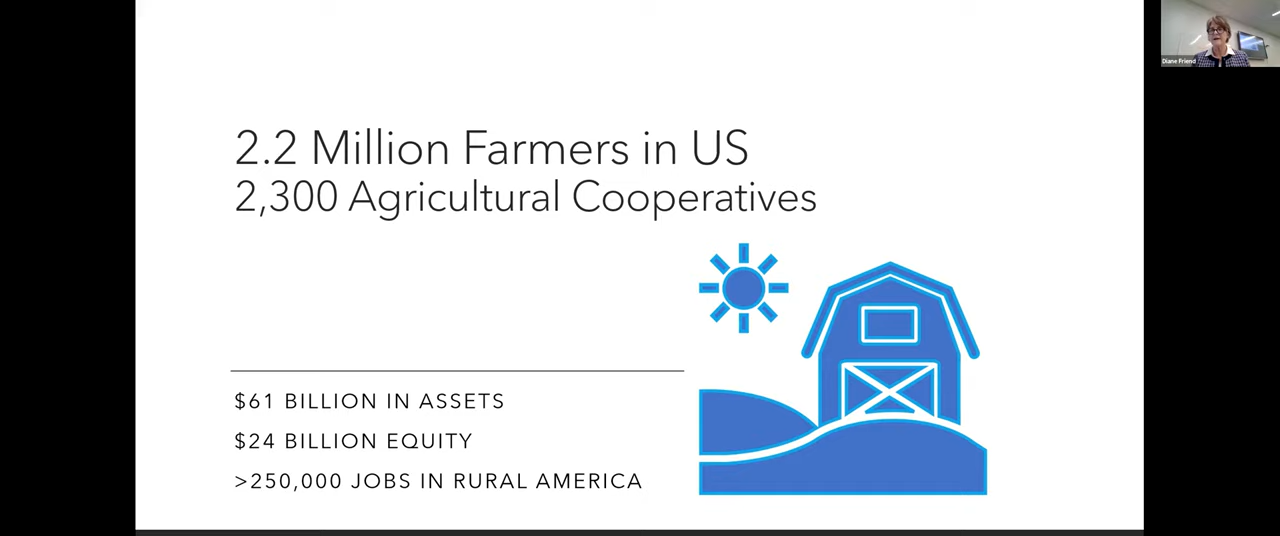 2.2 Million Farmers in US
2,300 Agricultural Cooperatives
$61 BILLION IN ASSETS
$24 BILLION EQUITY
>250,000 JOBS IN RURAL AMERICA
Diane Friend